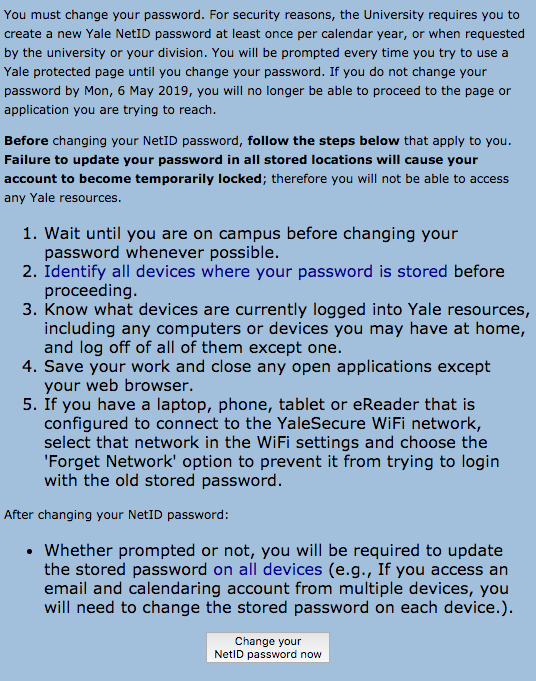 You must change your password. For security reasons, the University requires you to
create a new Yale NetID password at least once per calendar year, or when requested
by the university or your division. You will be prompted every time you try to use a
Yale protected page until you change your password. If you do not change your
password by Mon, 6 May 2019, you will no longer be able to proceed to the page or
application you are trying to reach.
Before changing your NetID password, follow the steps below that apply to you.
Failure to update your password in all stored locations will cause your
account to become temporarily locked; therefore you will not be able to access
any Yale resources.
1. Wait until you are on campus before changing your
password whenever possible.
2. Identify all devices where your password is stored before
proceeding.
3. Know what devices are currently logged into Yale resources,
including any computers or devices you may have at home,
and log off of all of them except one.
4. Save your work and close any open applications except
your web browser.
5. If you have a laptop, phone, tablet or eReader that is
configured to connect to the YaleSecure WiFi network,
select that network in the WiFi settings and choose the
'Forget Network' option to prevent it from trying to login
with the old stored password.
After changing your NetID password:
• Whether prompted or not, you will be required to update
the stored password on all devices (e.g., If you access an
email and calendaring account from multiple devices, you
will need to change the stored password on each device.).
Change your
NetID password now